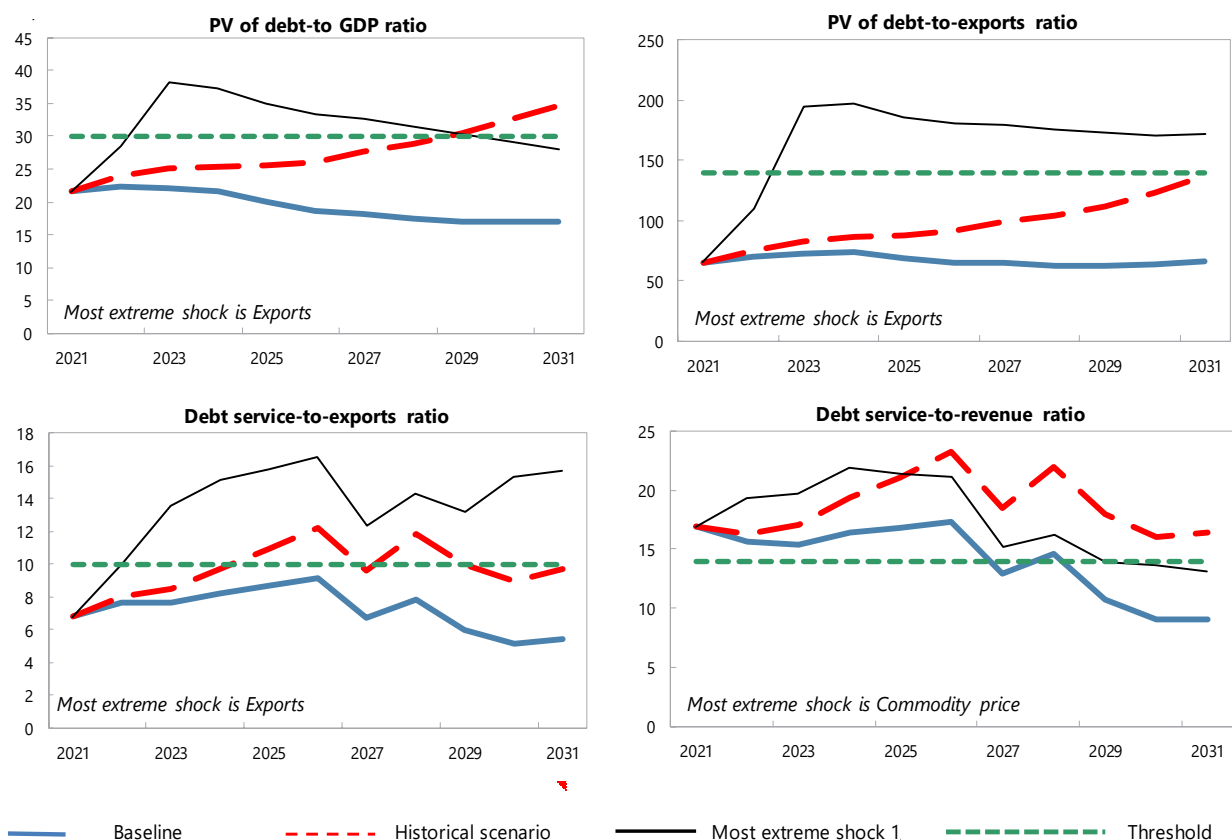 PV of debt-to GDP ratio
45
40
35
30
25
20
15
10
5
0
Most extreme shock is Exports
2021 2023 2025 2027 2029 2031
PV of debt-to-exports ratio
250
200
150
100
50
0
Most extreme shock is Exports
2021 2023 2025 2027 2029 2031
Debt service-to-exports ratio
18
16
14
12
10
8
6
4
2
0
Most extreme shock is Exports
2021 2023 2025 2027 2029 2031
Debt service-to-revenue ratio
25
20
15
10
5
0
Most extreme shock is Commodity price
2021 2023 2025 2027 2029 2031
Baseline Historical scenario Most extreme shock 1 Threshold